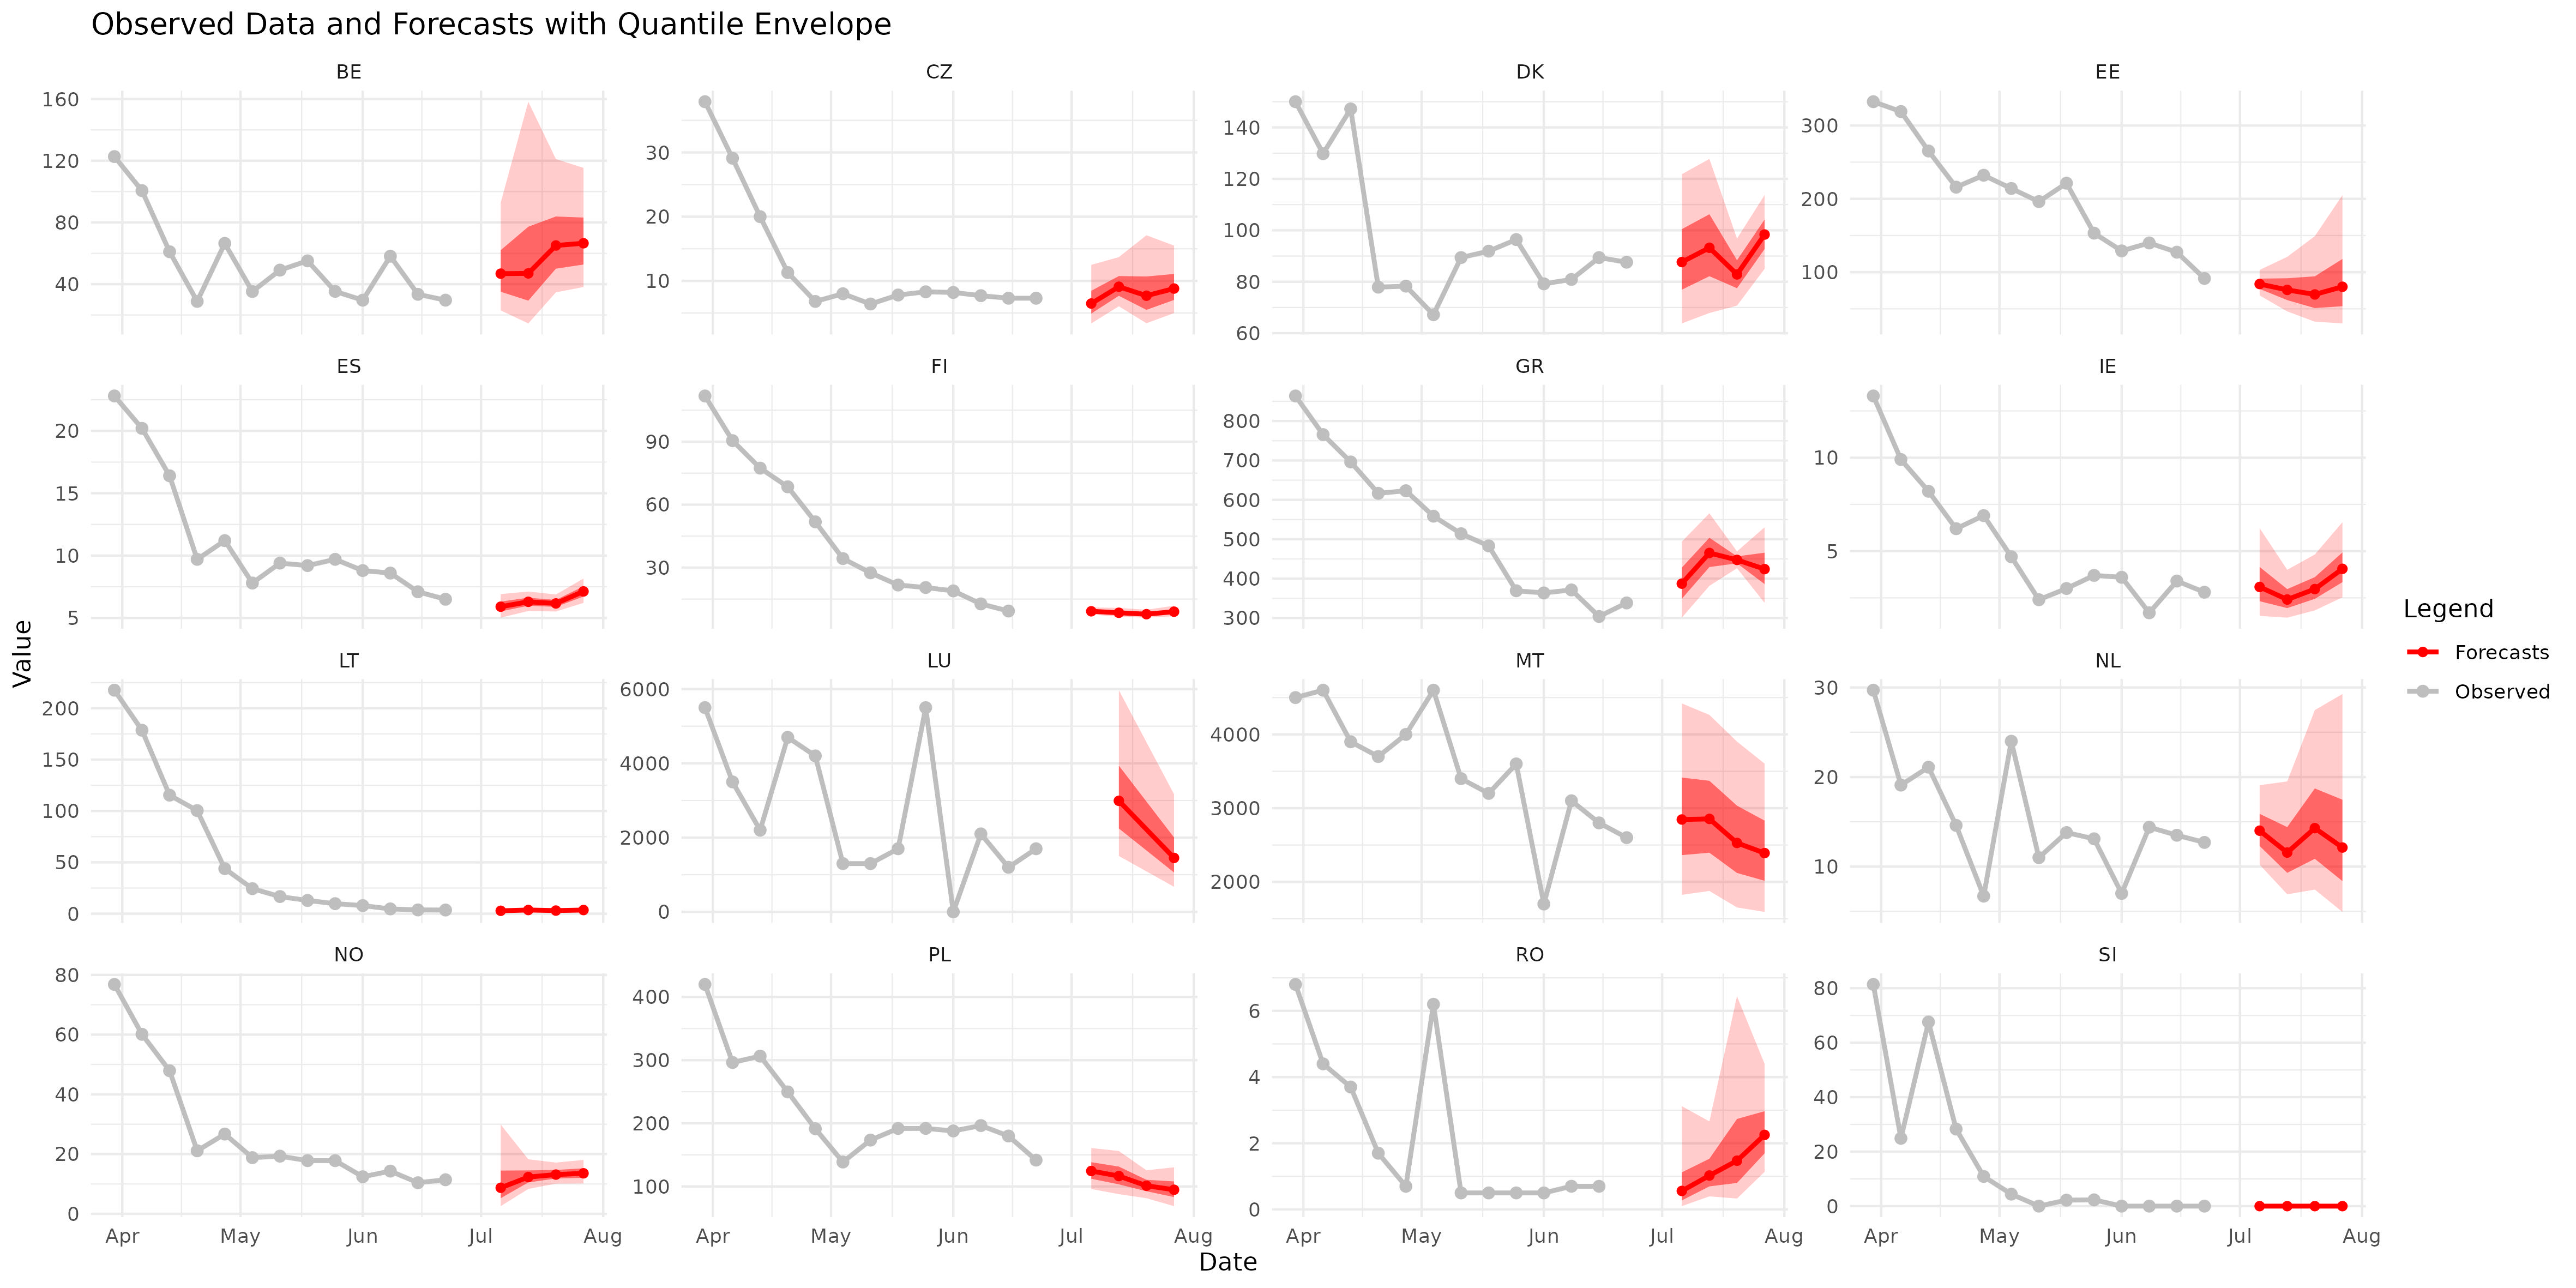 Observed Data and Forecasts with Quantile Envelope
BE CZ DK EE
160 120 80 40
30 20 10
140 120 100 80 60
300 200 100
ES FI GR IE
20 15 10 5
90 60 30
800 700 600 500 400 300
10 5
Value
Legend
Forecasts
Observed
LT LU MT NL
200 150 100 50 0
6000 4000 2000 0
4000 3000 2000
30 20 10
NO PL RO SI
80 60 40 20 0
400 300 200 100
6 4 2 0
80 60 40 20 0
Apr May Jun Jul Aug Apr May Jun Jul Aug Apr May Jun Jul Aug Apr May Jun Jul Aug
Date